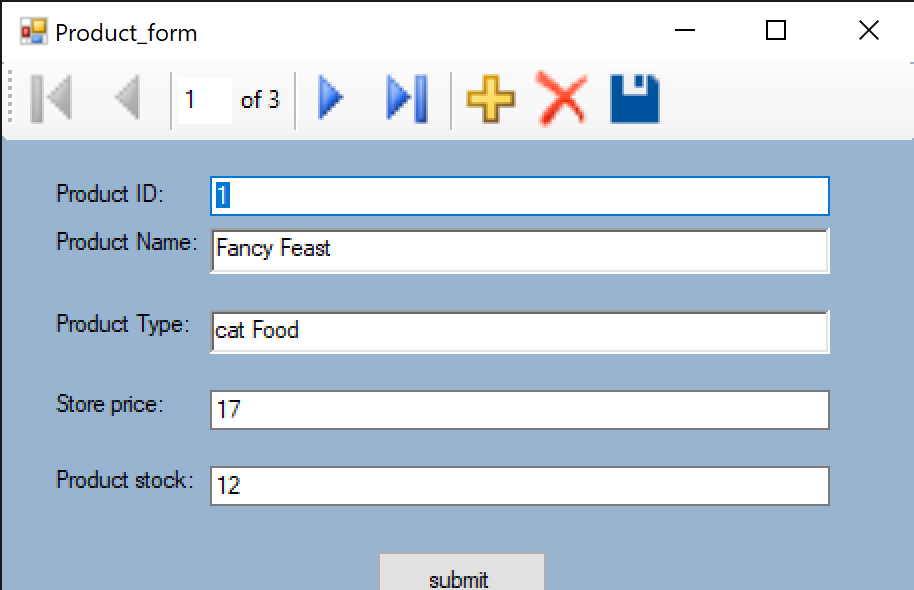 Product_form
1 of 3
Product ID: 1
Product Name: Fancy Feast
Product Type: cat Food
Store price: 17
Product stock: 12
submit